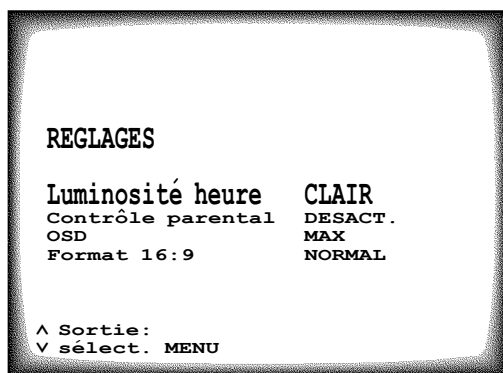 REGLAGES
Luminosité heure CLAIR
Contrôle parental DESACT.
OSD MAX
Format 16:9 NORMAL
^ Sortie:
v sélect. MENU